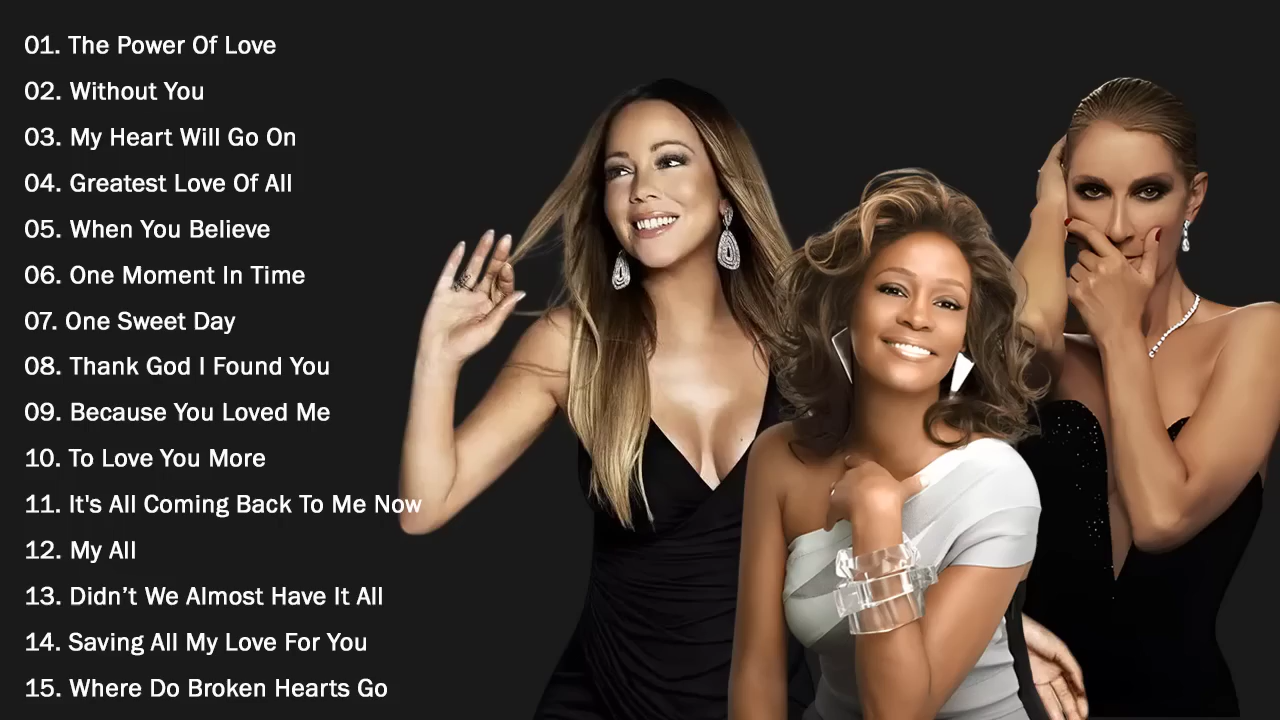 01. The Power Of Love
02. Without You
03. My Heart Will Go On
04. Greatest Love Of All
05. When You Believe
06. One Moment In Time
07. One Sweet Day
08. Thank God I Found You
09. Because You Loved Me
10. To Love You More
11. It's All Coming Back To Me Now
12. My All
13. Didn’t We Almost Have It All
14. Saving All My Love For You
15. Where Do Broken Hearts Go